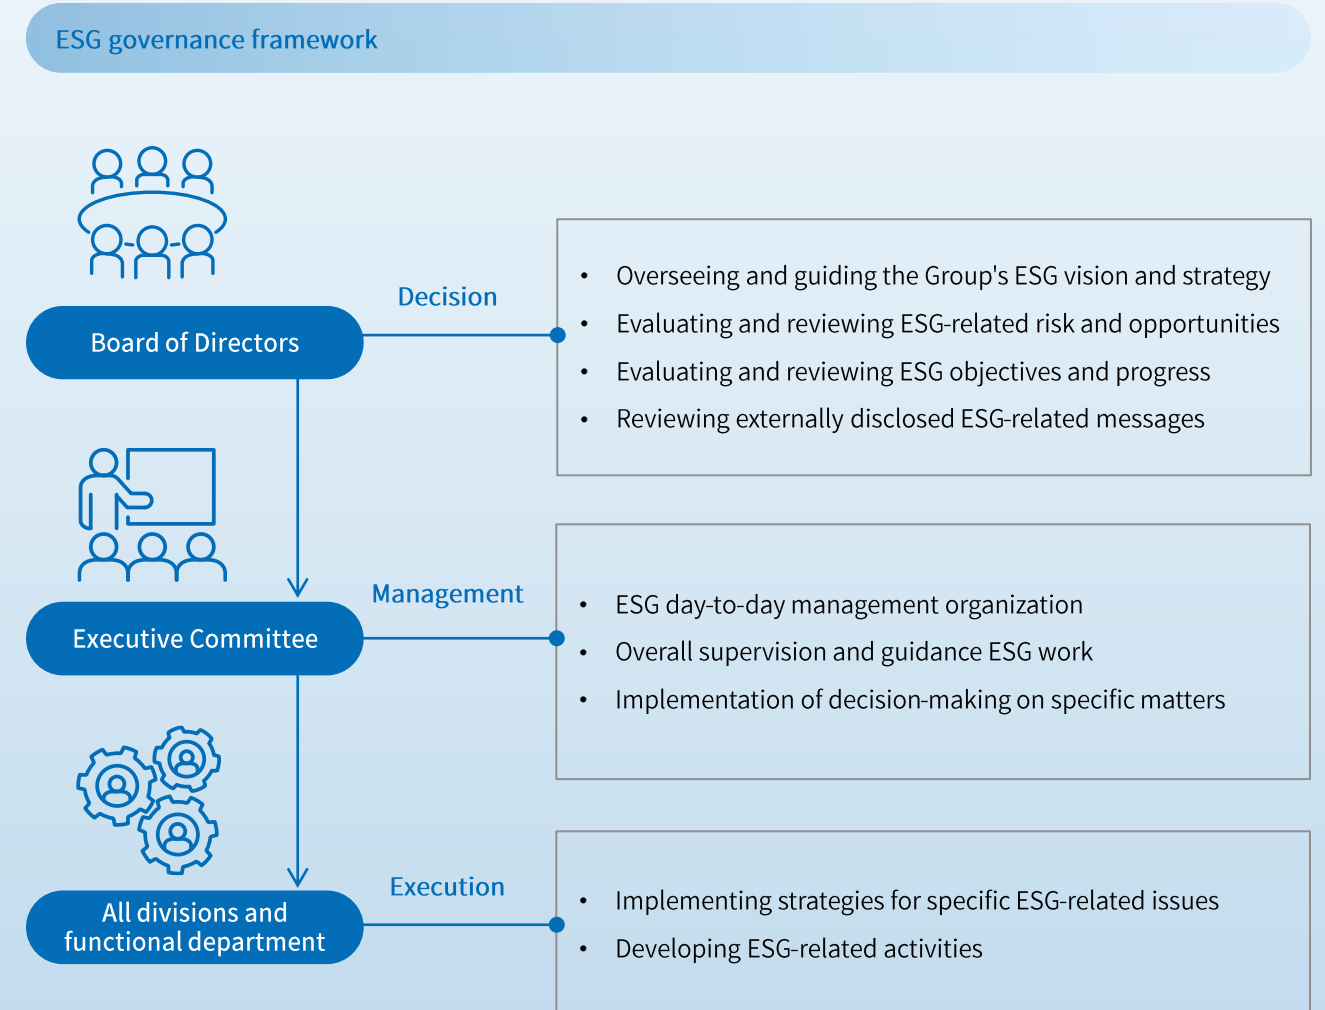 ESG governance framework
Decision
Board of Directors
• Overseeing and guiding the Group's ESG vision and strategy
• Evaluating and reviewing ESG-related risk and opportunities
• Evaluating and reviewing ESG objectives and progress
• Reviewing externally disclosed ESG-related messages
Management
Executive Committee
• ESG day-to-day management organization
• Overall supervision and guidance ESG work
• Implementation of decision-making on specific matters
Execution
All divisions and
functional department
• Implementing strategies for specific ESG-related issues
• Developing ESG-related activities